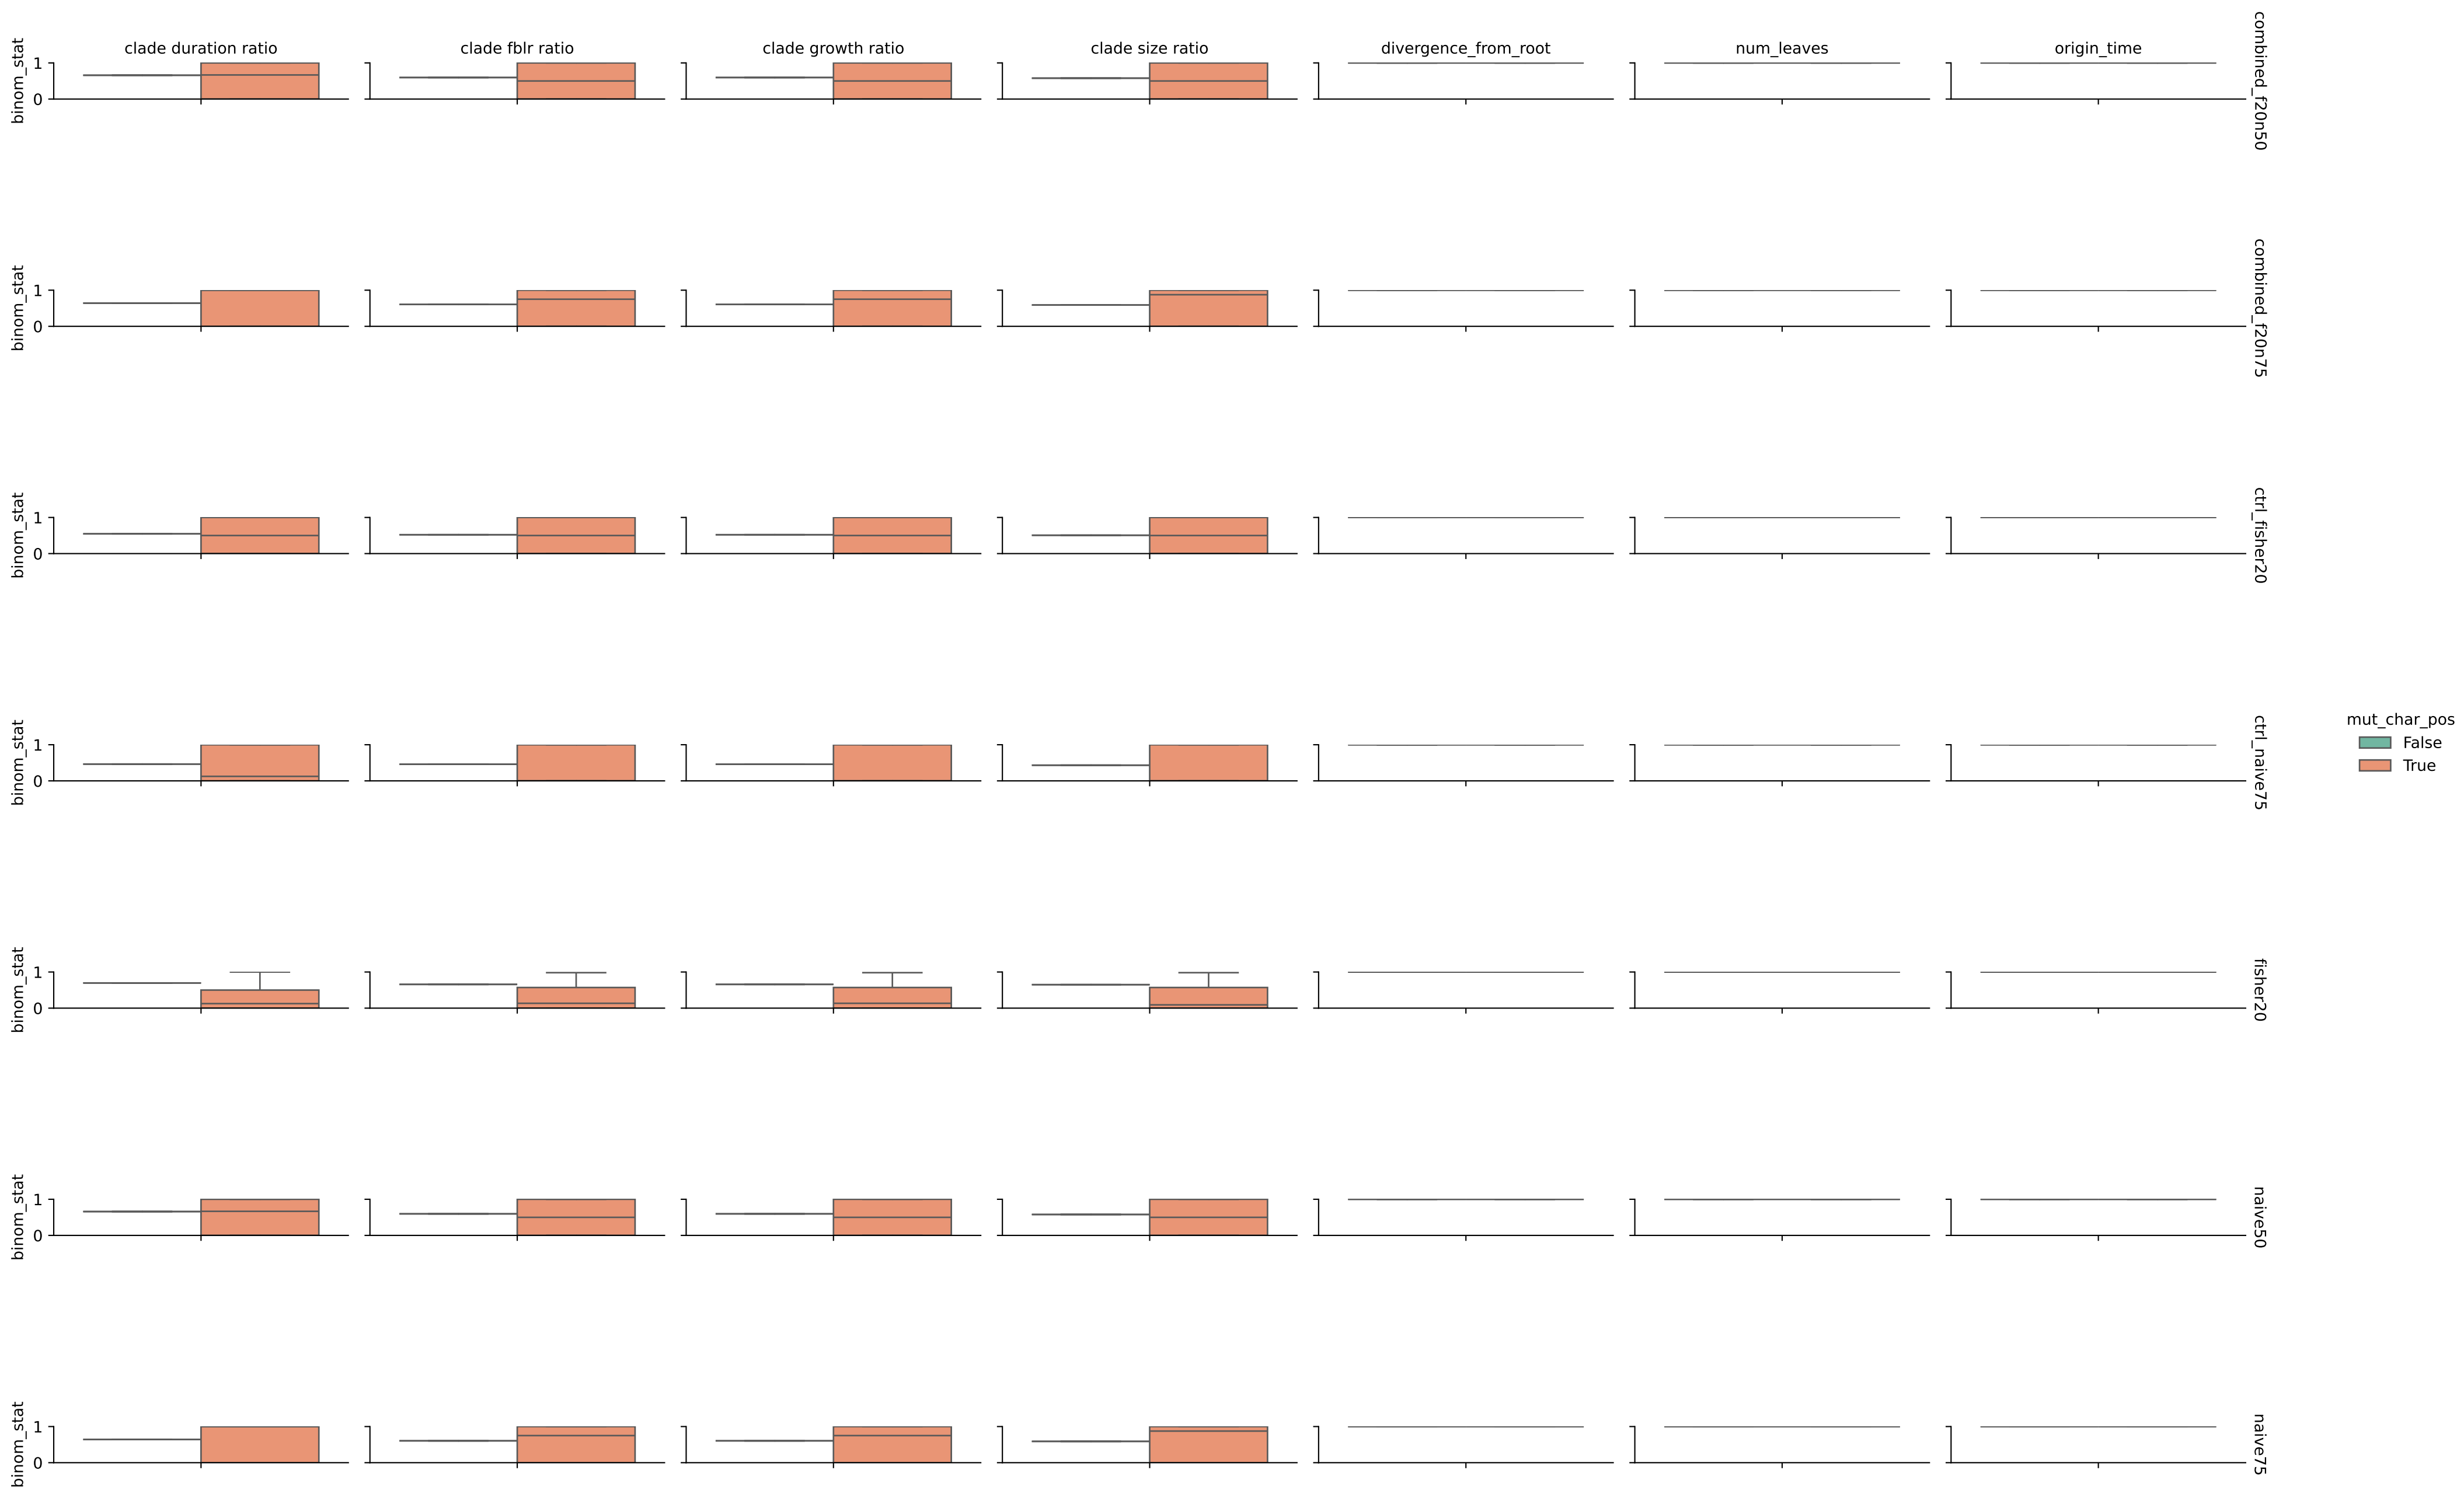 clade duration ratio clade fblr ratio clade growth ratio clade size ratio divergence_from_root num_leaves origin_time
binom_stat 1 0 combined_f20n50
binom_stat 1 0 combined_f20n75
binom_stat 1 0 ctrl_fisher20
binom_stat 1 0 ctrl_naive75
mut_char_pos
False
True
binom_stat 1 0 fisher20
binom_stat 1 0 naive50
binom_stat 1 0 naive75